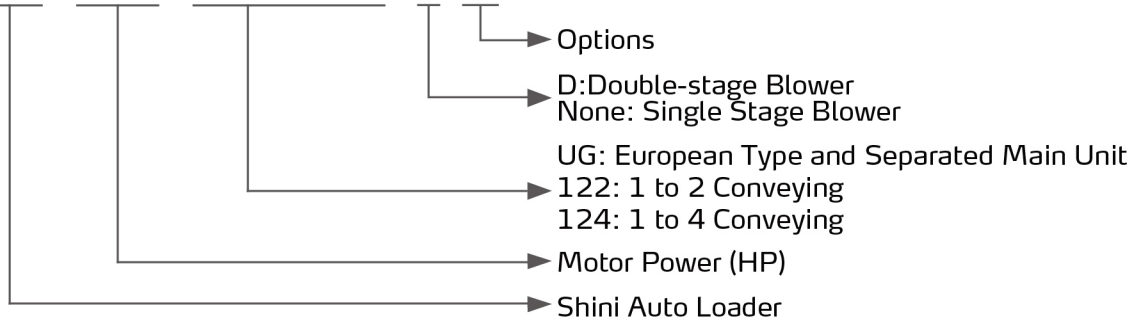 Options
D:Double-stage Blower
None: Single Stage Blower
UG: European Type and Separated Main Unit
122: 1 to 2 Conveying
124: 1 to 4 Conveying
Motor Power (HP)
Shini Auto Loader